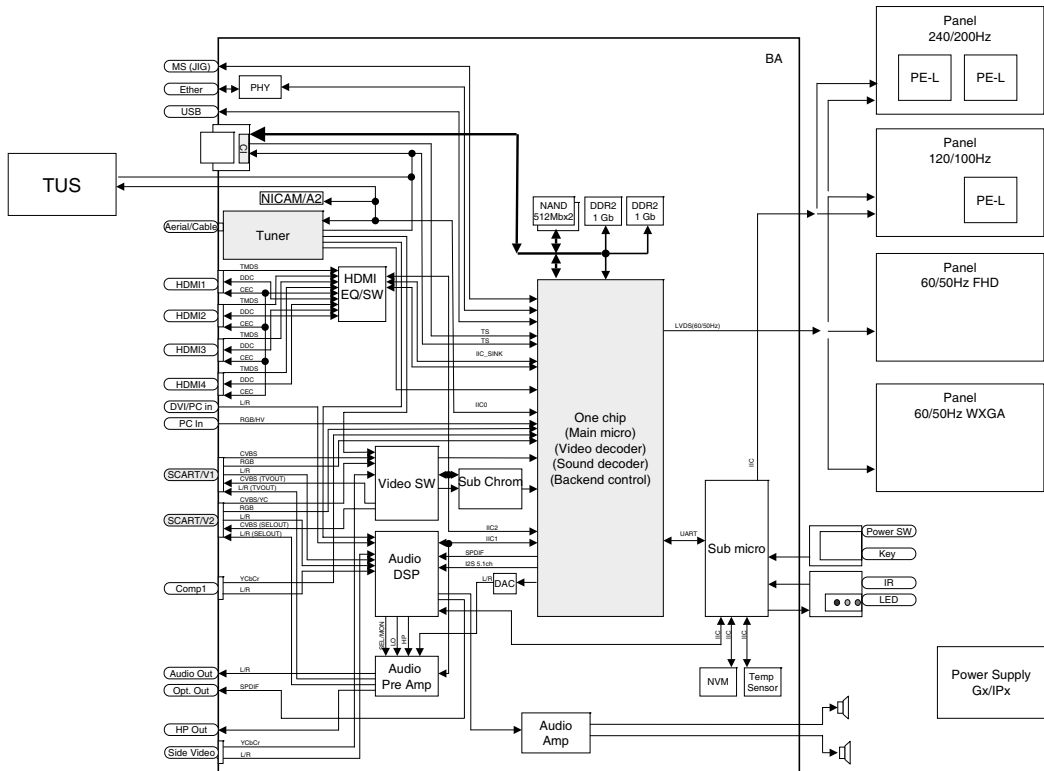 BA
Panel
240/200Hz
PE-L
PE-L
Panel
120/100Hz
PE-L
Panel
60/50Hz FHD
Panel
60/50Hz WXGA
MS (JIG)
Ether
PHY
USB
CI
TUS
NICAM/A2
Aerial/Cable
Tuner
NAND
512Mbx2
DDR2
1 Gb
DDR2
1 Gb
HDMI1
HDMI2
HDMI3
HDMI4
TMDS
DDC
CEC
TMDS
DDC
CEC
TMDS
DDC
CEC
TMDS
DDC
CEC
HDMI
EQ/SW
TS
TS
IIC_SINK
IIC0
LVDS(60/50Hz)
DVI/PC in
L/R
PC In
RGB/HV
One chip
(Main micro)
(Video decoder)
(Sound decoder)
(Backend control)
SCART/V1
CVBS
RGB
L/R
CVBS (TVOUT)
L/R (TVOUT)
SCART/V2
CVBS/YC
RGB
L/R
CVBS (SELOUT)
L/R (SELOUT)
Video SW
Sub Chrom
IIC2
IIC1
SPDIF
I2S 5.1ch
L/R
DAC
Audio
DSP
IIC
UART
Sub micro
Power SW
Key
IR
LED
Comp1
YCbCr
L/R
SEL/MON
LO
HP
IIC
IIC
IIC
Audio
Pre Amp
NVM
Temp
Sensor
Power Supply
Gx/IPx
Audio Out
L/R
Opt. Out
SPDIF
HP Out
Audio
Amp
Side Video
YCbCr
L/R